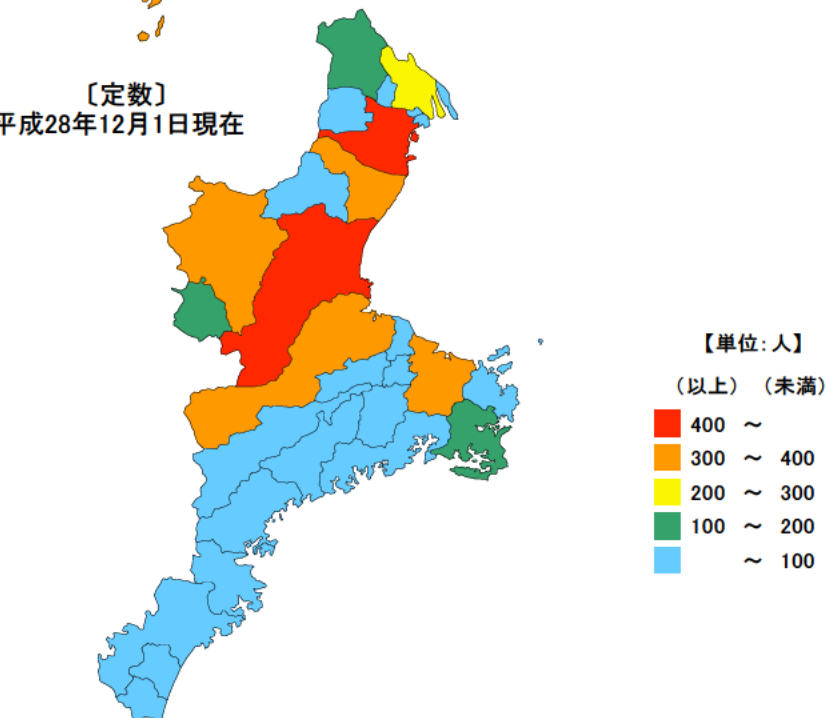 〔定数〕
平成28年12月1日現在
【単位:人】
（以上）（未満）
400 ～
300 ～ 400
200 ～ 300
100 ～ 200
～ 100